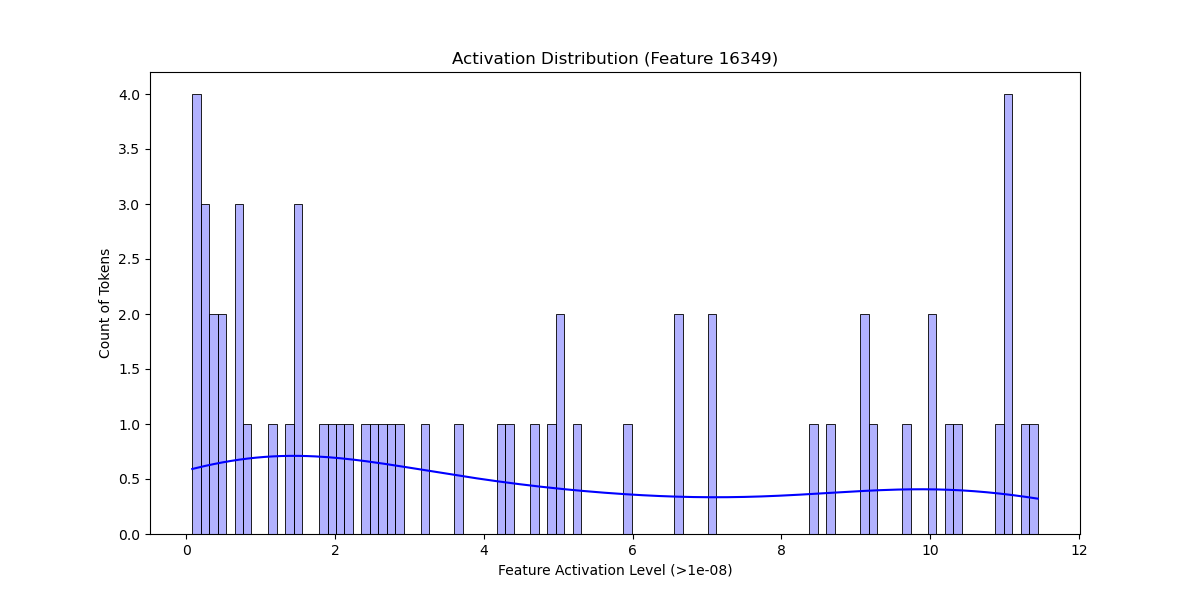 Activation Distribution (Feature 16349)
4.0
3.5
3.0
2.5
2.0
1.5
1.0
0.5
0.0
Count of Tokens
0 2 4 6 8 10 12
Feature Activation Level (>1e-08)